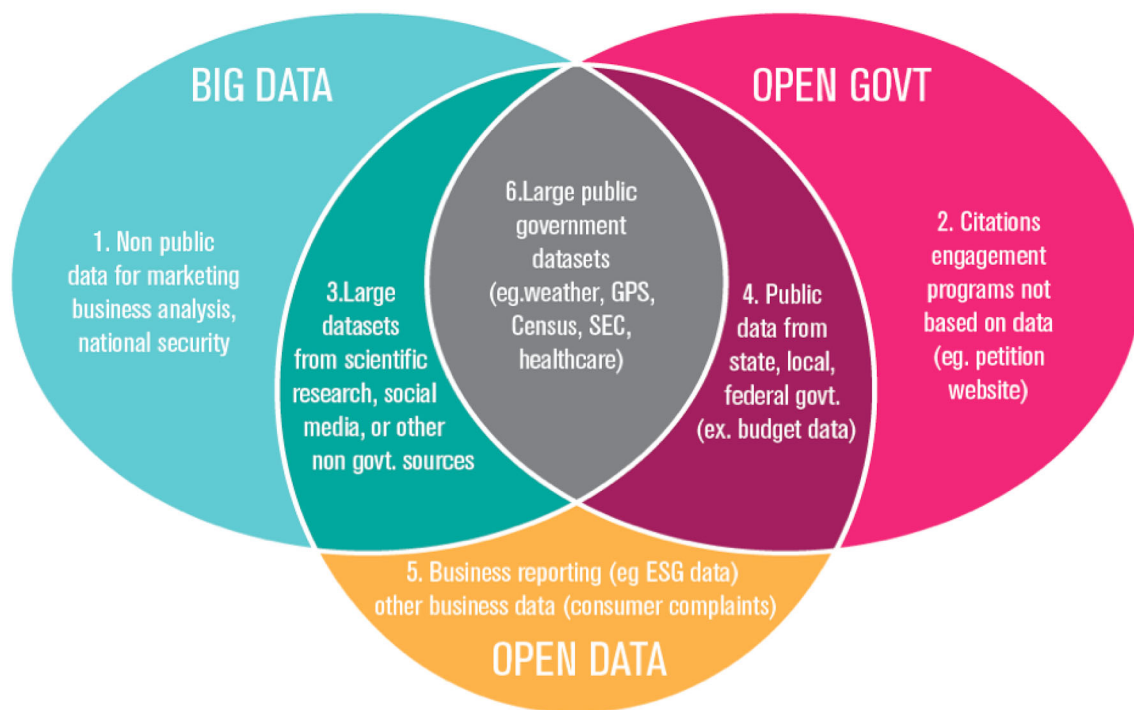 BIG DATA
OPEN GOVT
1. Non public
data for marketing
business analysis,
national security
3.Large
datasets
from scientific
research, social
media, or other
non govt. sources
6.Large public
government
datasets
(eg.weather, GPS,
Census, SEC,
healthcare)
4. Public
data from
state, local,
federal govt.
(ex. budget data)
2. Citations
engagement
programs not
based on data
(eg. petition
website)
5. Business reporting (eg ESG data)
other business data (consumer complaints)
OPEN DATA